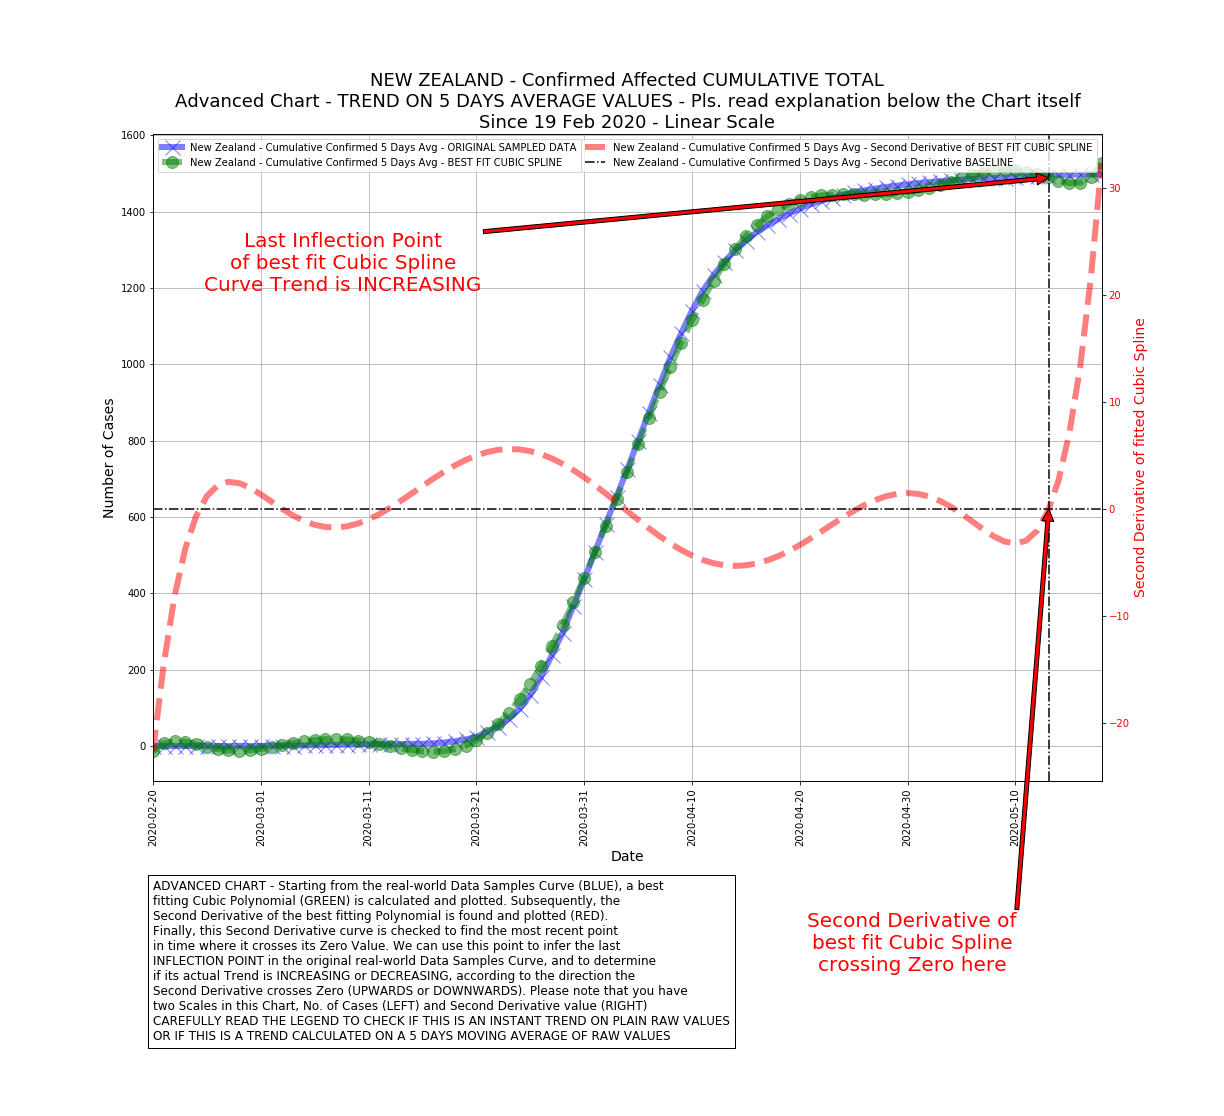 NEW ZEALAND - Confirmed Affected CUMULATIVE TOTAL
Advanced Chart - TREND ON 5 DAYS AVERAGE VALUES - Pls. read explanation below the Chart itself
Since 19 Feb 2020 - Linear Scale
New Zealand - Cumulative Confirmed 5 Days Avg - ORIGINAL SAMPLED DATA
New Zealand - Cumulative Confirmed 5 Days Avg - BEST FIT CUBIC SPLINE
New Zealand - Cumulative Confirmed 5 Days Avg - Second Derivative of BEST FIT CUBIC SPLINE
New Zealand - Cumulative Confirmed 5 Days Avg - Second Derivative BASELINE
Last Inflection Point
of best fit Cubic Spline
Curve Trend is INCREASING
Number of Cases
1600
1400
1200
1000
800
600
400
200
0
Second Derivative of fitted Cubic Spline
30
20
10
0
−10
−20
2020-02-20
2020-03-01
2020-03-11
2020-03-21
2020-03-31
2020-04-10
2020-04-20
2020-04-30
2020-05-10
Date
ADVANCED CHART - Starting from the real-world Data Samples Curve (BLUE), a best
fitting Cubic Polynomial (GREEN) is calculated and plotted. Subsequently, the
Second Derivative of the best fitting Polynomial is found and plotted (RED).
Finally, this Second Derivative curve is checked to find the most recent point
in time where it crosses its Zero Value. We can use this point to infer the last
INFLECTION POINT in the original real-world Data Samples Curve, and to determine
if its actual Trend is INCREASING or DECREASING, according to the direction the
Second Derivative crosses Zero (UPWARDS or DOWNWARDS). Please note that you have
two Scales in this Chart, No. of Cases (LEFT) and Second Derivative value (RIGHT)
CAREFULLY READ THE LEGEND TO CHECK IF THIS IS AN INSTANT TREND ON PLAIN RAW VALUES
OR IF THIS IS A TREND CALCULATED ON A 5 DAYS MOVING AVERAGE OF RAW VALUES
Second Derivative of
best fit Cubic Spline
crossing Zero here